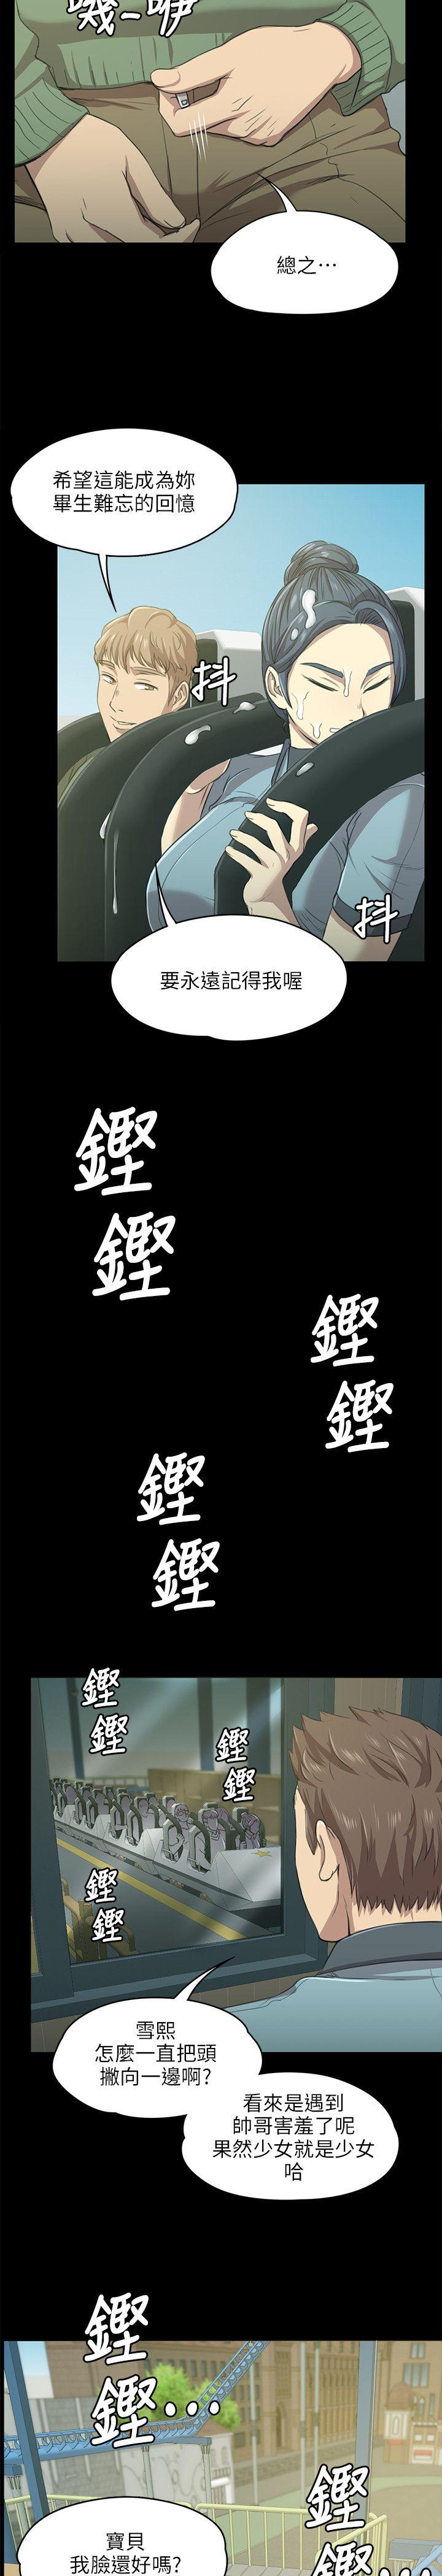 嘰-咿
總之…
希望這能成為妳
畢生難忘的回憶
抖
抖
要永遠記得我喔
鏗
鏗
鏗
鏗
鏗
鏗
鏗
鏗
鏗
鏗
鏗
鏗
雪熙
怎麼一直把頭
撇向一邊啊?
看來是遇到
帥哥害羞了呢
果然少女就是少女
哈
鏗
鏗...
鏗
鏗
寶貝
我臉還好嗎?